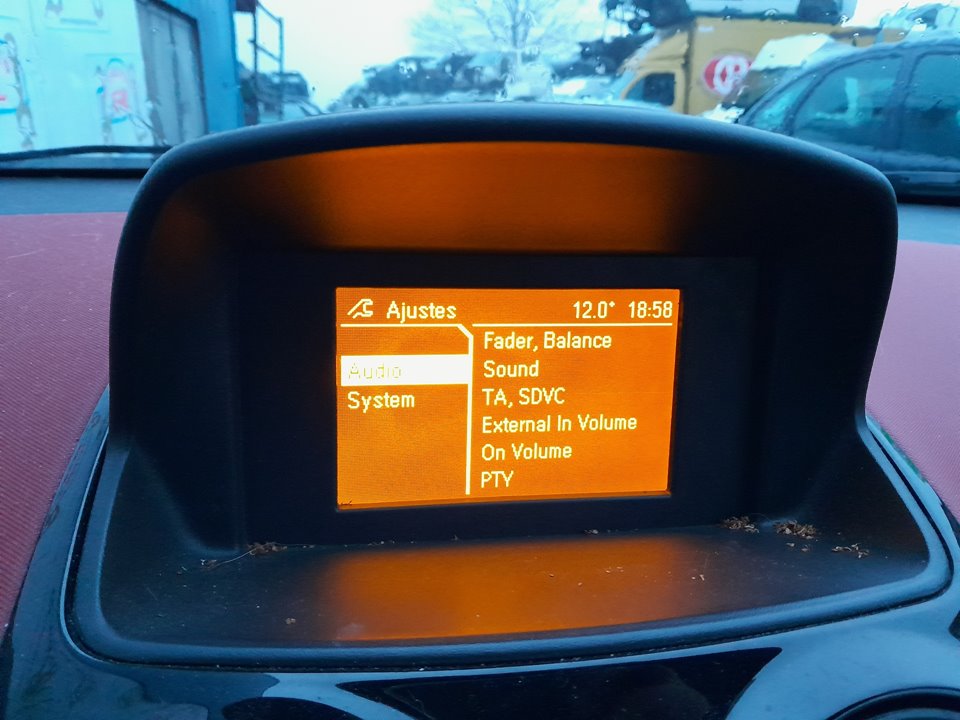 Ajustes 12.0° 18:58
Audio
System
Fader, Balance
Sound
TA, SDVC
External In Volume
On Volume
PTY